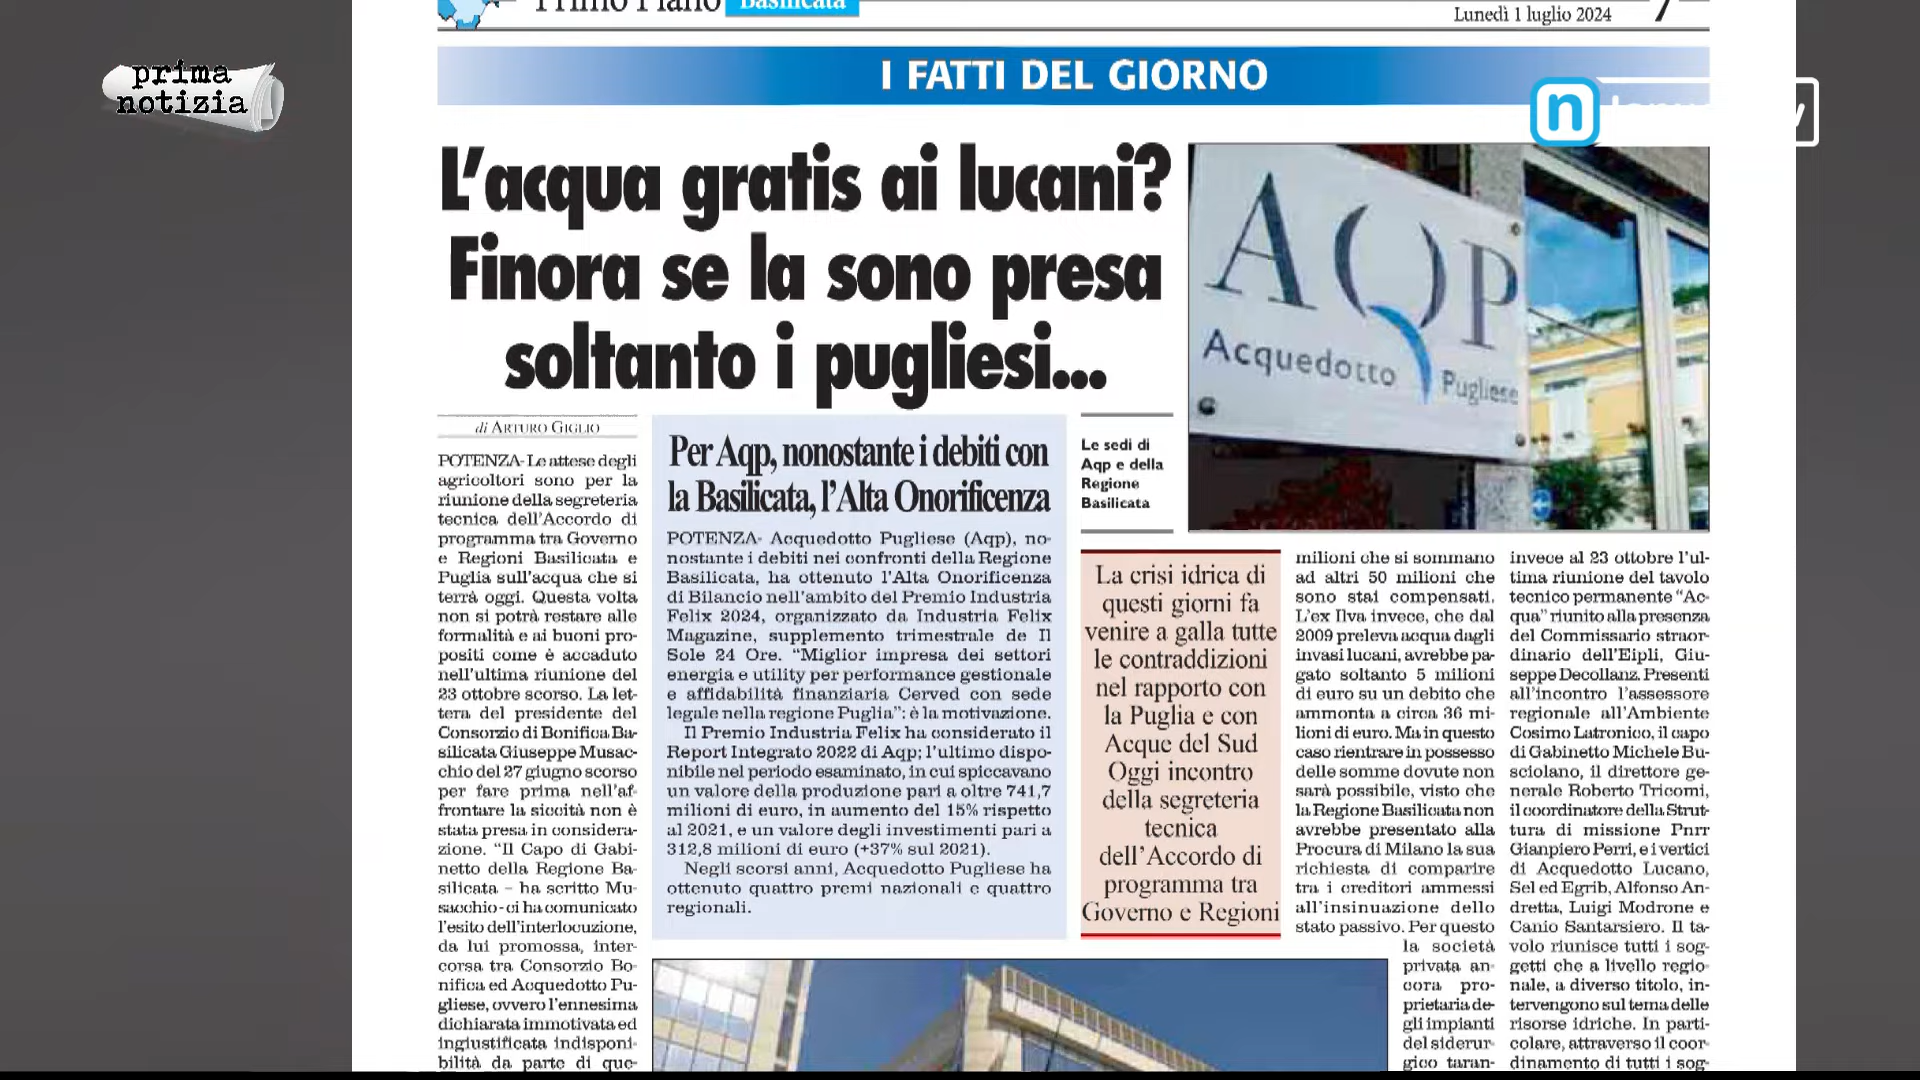 Primo Piano Basilicata
Lunedì 1 luglio 2024
7
prima
notizia
I FATTI DEL GIORNO
n
L'acqua gratis ai lucani?
Finora se la sono presa
soltanto i pugliesi...
AQP
Acquedotto Pugliese
di ARTURO GIGLIO
POTENZA- Le attese degli
agricoltori sono per la
riunione della segreteria
tecnica dell'Accordo di
programma tra Governo
e Regioni Basilicata e
Puglia sull'acqua che si
terrà oggi. Questa volta
non si potrà restare alle
formalità e ai buoni pro-
positi come è accaduto
nell'ultima riunione del
23 ottobre scorso. La let-
tera del presidente del
Consorzio di Bonifica Ba-
silicata Giuseppe Musac-
chio del 27 giugno scorso
per fare prima nell'af-
frontare la siccità non è
stata presa in considera-
zione. "Il Capo di Gabi-
netto della Regione Ba-
silicata – ha scritto Mu-
sacchio - ci ha comunicato
l'esito dell'interlocuzione,
da lui promossa, inter-
corsa tra Consorzio Bo-
nifica ed Acquedotto Pu-
gliese, ovvero l'ennesima
dichiarata immotivata ed
ingiustificata indisponi-
bilità da parte di que-
Per Aqp, nonostante i debiti con
la Basilicata, l'Alta Onorificenza
POTENZA- Acquedotto Pugliese (Aqp), no-
nostante i debiti nei confronti della Regione
Basilicata, ha ottenuto l'Alta Onorificenza
di Bilancio nell'ambito del Premio Industria
Felix 2024, organizzato da Industria Felix
Magazine, supplemento trimestrale de Il
Sole 24 Ore. "Miglior impresa dei settori
energia e utility per performance gestionale
e affidabilità finanziaria Cerved con sede
legale nella regione Puglia": è la motivazione.
Il Premio Industria Felix ha considerato il
Report Integrato 2022 di Aqp; l'ultimo dispo-
nibile nel periodo esaminato, in cui spiccavano
un valore della produzione pari a oltre 741,7
milioni di euro, in aumento del 15% rispetto
al 2021, e un valore degli investimenti pari a
312,8 milioni di euro (+37% sul 2021).
Negli scorsi anni, Acquedotto Pugliese ha
ottenuto quattro premi nazionali e quattro
regionali.
Le sedi di
Aqp e della
Regione
Basilicata
La crisi idrica di
questi giorni fa
venire a galla tutte
le contraddizioni
nel rapporto con
la Puglia e con
Acque del Sud
Oggi incontro
della segreteria
tecnica
dell'Accordo di
programma tra
Governo e Regioni
milioni che si sommano
ad altri 50 milioni che
sono stai compensati.
L'ex Ilva invece, che dal
2009 preleva acqua dagli
invasi lucani, avrebbe pa-
gato soltanto 5 milioni
di euro su un debito che
ammonta a circa 36 mi-
lioni di euro. Ma in questo
caso rientrare in possesso
delle somme dovute non
sarà possibile, visto che
la Regione Basilicata non
avrebbe presentato alla
Procura di Milano la sua
richiesta di comparire
tra i creditori ammessi
all'insinuazione dello
stato passivo. Per questo
la società
privata an-
cora pro-
prietaria de-
gli impianti
del siderur-
gico taran-
invece al 23 ottobre l'ul-
tima riunione del tavolo
tecnico permanente "Ac-
qua" riunito alla presenza
del Commissario straor-
dinario dell'Eipli, Giu-
seppe Decollanz. Presenti
all'incontro l'assessore
regionale all'Ambiente
Cosimo Latronico, il capo
di Gabinetto Michele Bu-
sciolano, il direttore ge-
nerale Roberto Tricomi,
il coordinatore della Strut-
tura di missione Pnrr
Gianpiero Perri, e i vertici
di Acquedotto Lucano,
Sel ed Egrib, Alfonso An-
dretta, Luigi Modrone e
Canio Santarsiero. Il ta-
volo riunisce tutti i sog-
getti che a livello regio-
nale, a diverso titolo, in-
tervengono sul tema delle
risorse idriche. In parti-
colare, attraverso il coor-
dinamento di tutti i sog-